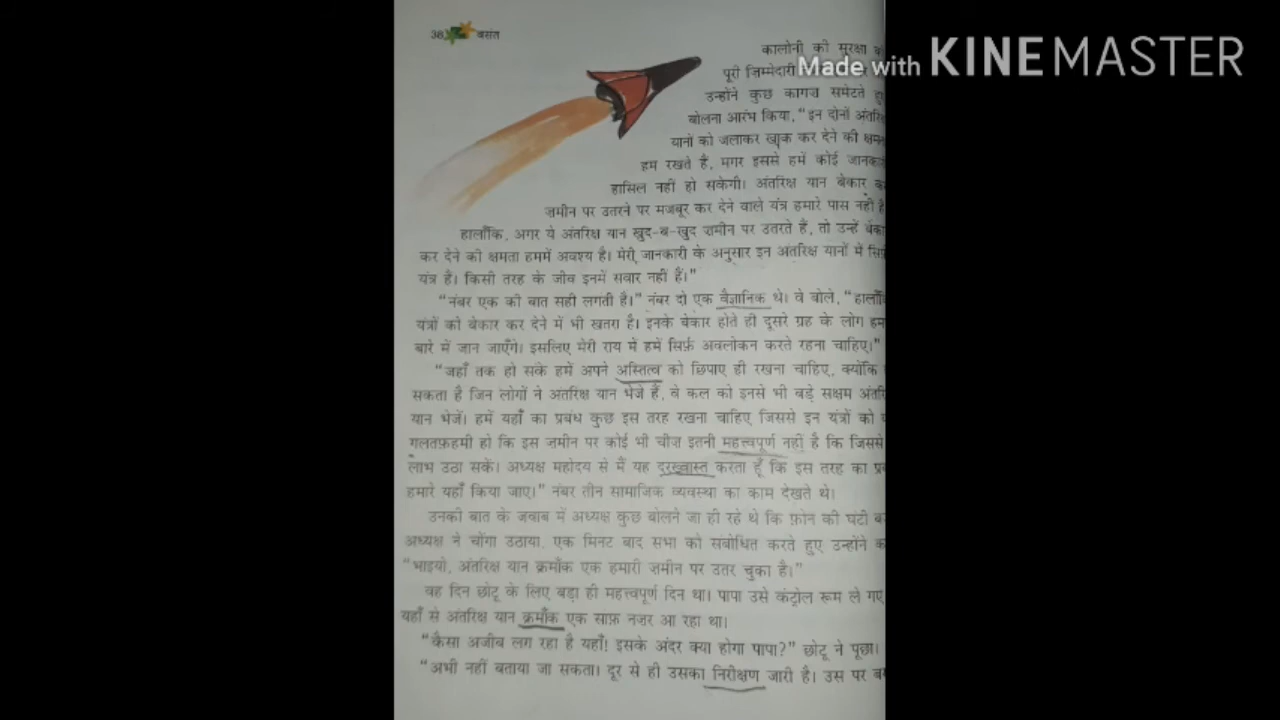 38 वसंत
Made with KINEMASTER
कालोनी की सुरक्षा
पूरी ज़िम्मेदारी
उन्होंने कुछ कागज़ समेटते
बोलना आरंभ किया, “इन दोनों
यानों को जलाकर खाक कर देने की
हम रखते हैं, मगर इससे हमें कोई
हासिल नहीं हो सकेगी। अंतरिक्ष यान बेकार
ज़मीन पर उतरने पर मजबूर कर देने वाले यंत्र हमारे पास नहीं
हालाँकि, अगर ये अंतरिक्ष यान खुद-ब-खुद ज़मीन पर उतरते हैं, तो उन्हें
कर देने की क्षमता हममें अवश्य है। मेरी जानकारी के अनुसार इन अंतरिक्ष यानों में
यंत्र हैं। किसी तरह के जीव इनमें सवार नहीं हैं।”
“नंबर एक की बात सही लगती है।” नंबर दो एक वैज्ञानिक थे। वे बोले, “
यंत्रों को बेकार कर देने में भी खतरा है। इनके बेकार होते ही दूसरे ग्रह के लोग
बारे में जान जाएँगे। इसलिए मेरी राय में हमें सिर्फ़ अवलोकन करते रहना चाहिए।”
“जहाँ तक हो सके हमें अपने अस्तित्व को छिपाए ही रखना चाहिए, क्योंकि
सकता है जिन लोगों ने अंतरिक्ष यान भेजे हैं, वे कल को इनसे भी बड़े सक्षम
यान भेजें। हमें यहाँ का प्रबंध कुछ इस तरह रखना चाहिए जिससे इन यंत्रों को
गलतफ़हमी हो कि इस ज़मीन पर कोई भी चीज़ इतनी महत्त्वपूर्ण नहीं है कि जिससे
लाभ उठा सकें। अध्यक्ष महोदय से मैं यह दरख्वास्त करता हूँ कि इस तरह का
हमारे यहाँ किया जाए।” नंबर तीन सामाजिक व्यवस्था का काम देखते थे।
उनकी बात के जवाब में अध्यक्ष कुछ बोलने जा ही रहे थे कि फ़ोन की घंटी
अध्यक्ष ने चोंगा उठाया, एक मिनट बाद सभा को संबोधित करते हुए उन्होंने
“भाइयो, अंतरिक्ष यान क्रमाँक एक हमारी ज़मीन पर उतर चुका है।”
वह दिन छोटू के लिए बड़ा ही महत्त्वपूर्ण दिन था। पापा उसे कंट्रोल रूम ले गए
यहाँ से अंतरिक्ष यान क्रमाँक एक साफ़ नज़र आ रहा था।
“कैसा अजीब लग रहा है यहाँ! इसके अंदर क्या होगा पापा?” छोटू ने पूछा।
“अभी नहीं बताया जा सकता। दूर से ही उसका निरीक्षण जारी है। उस पर